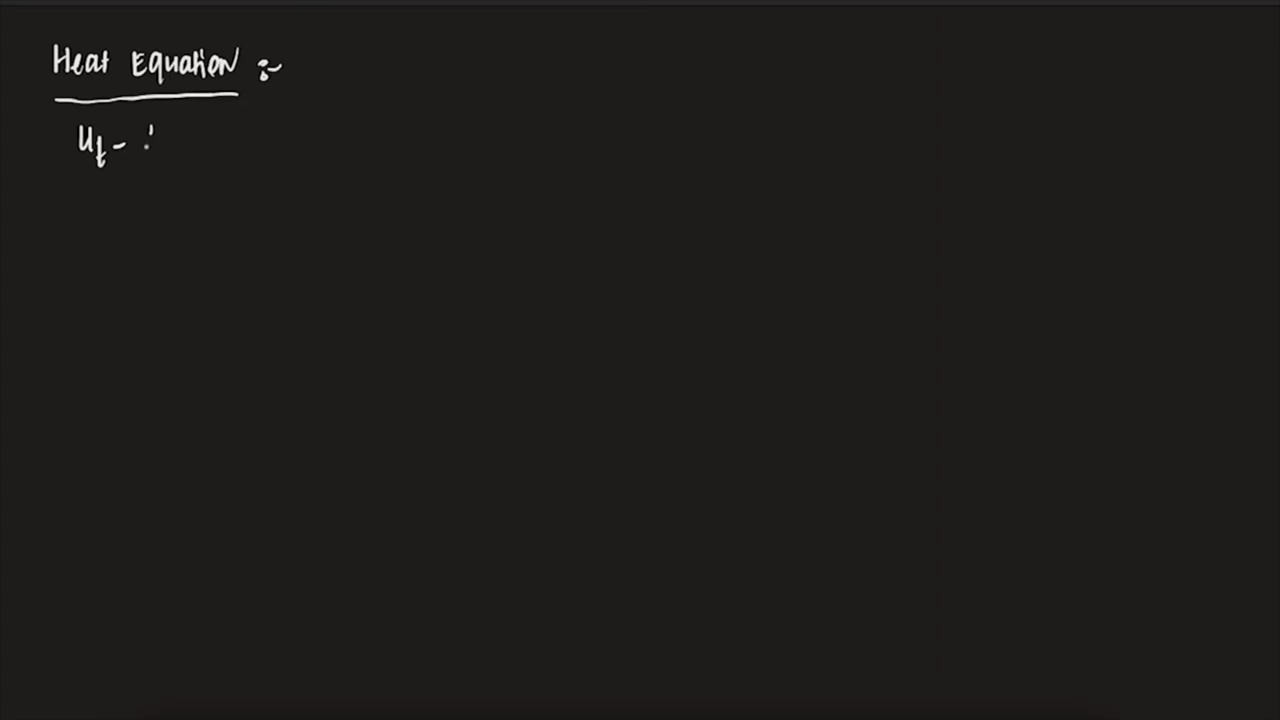 Heat Equation :-
u_t -